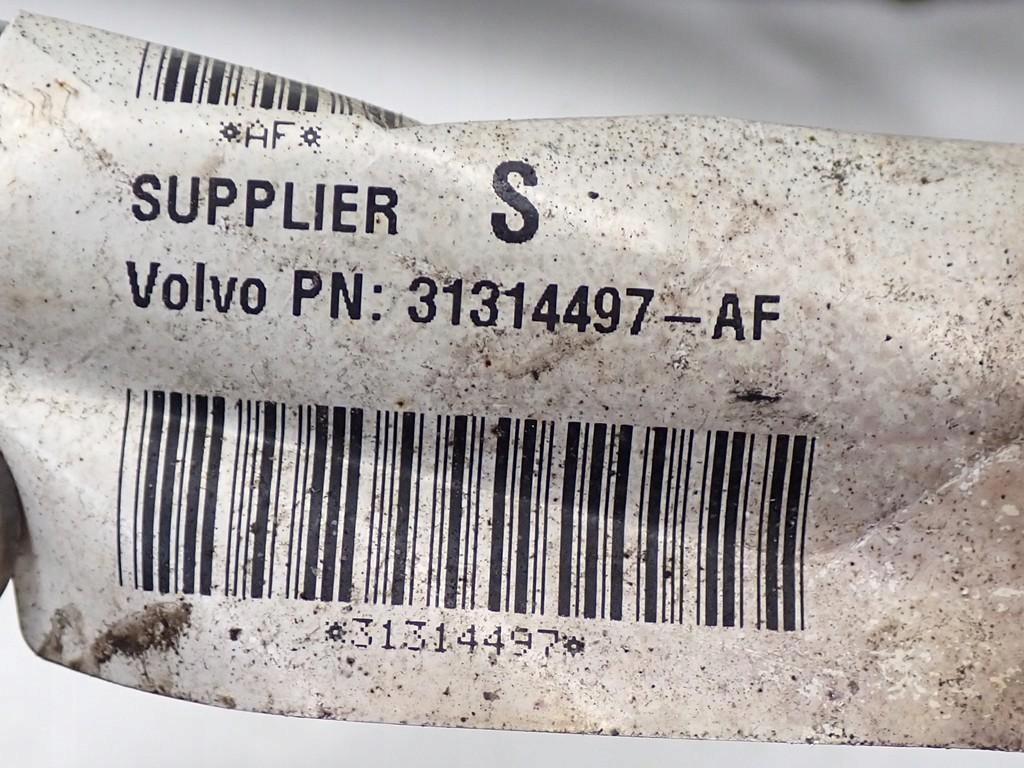 *AF*
SUPPLIER S
Volvo PN: 31314497-AF
*31314497*